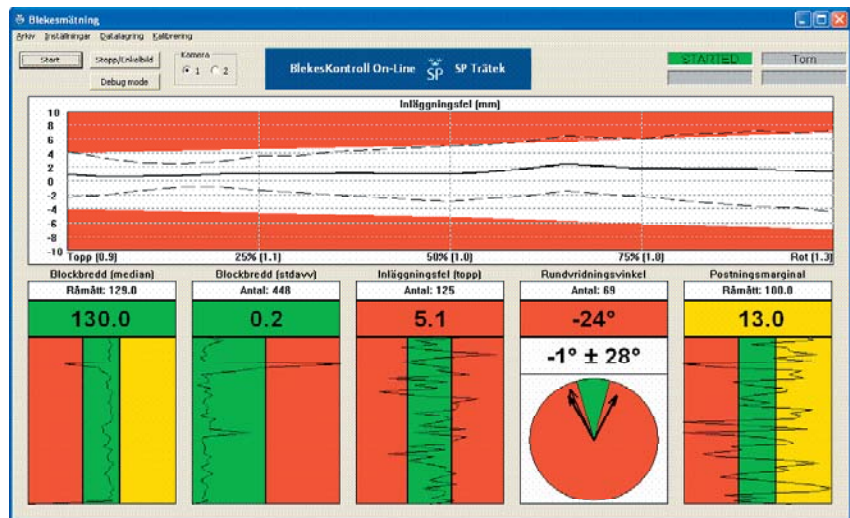 Blekesmätning
Arkiv Inställningar Datalagring Kalibrering
Start Stopp/Enkelbild Kamera
1 2
Debug mode
BlekesKontroll On-Line SP SP Trätek
STARTED Tom
Inläggningsfel (mm)
10
8
6
4
2
0
-2
-4
-6
-8
-10
Topp (0.9) 25% (1.1) 50% (1.0) 75% (1.0) Rot (1.3)
Blockbredd (median) Blockbredd (stdavv) Inläggningsfel (topp) Rundvridningsvinkel Postningsmarginal
Råmått: 129.0 Antal: 448 Antal: 125 Antal: 69 Råmått: 100.0
130.0 0.2 5.1 -24° 13.0
-1° ± 28°